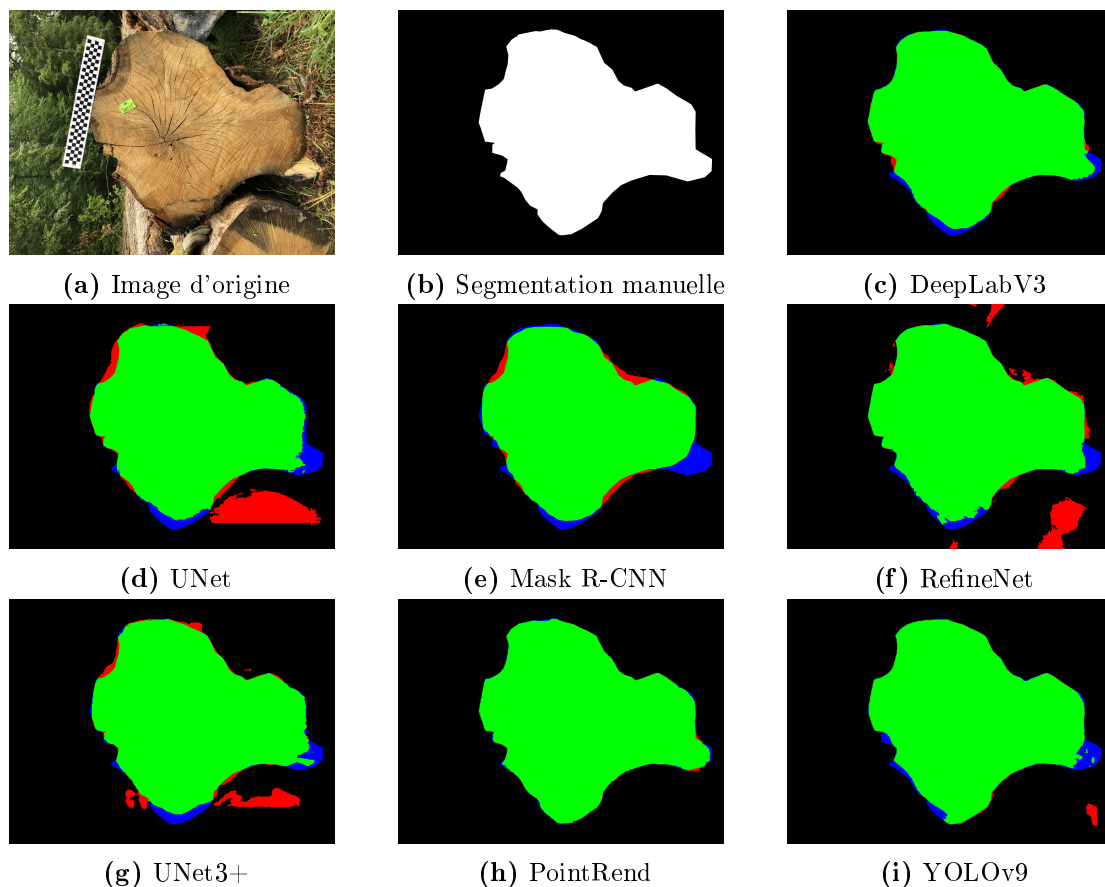 (a) Image d'origine
(b) Segmentation manuelle
(c) DeepLabV3
(d) UNet
(e) Mask R-CNN
(f) RefineNet
(g) UNet3+
(h) PointRend
(i) YOLOv9